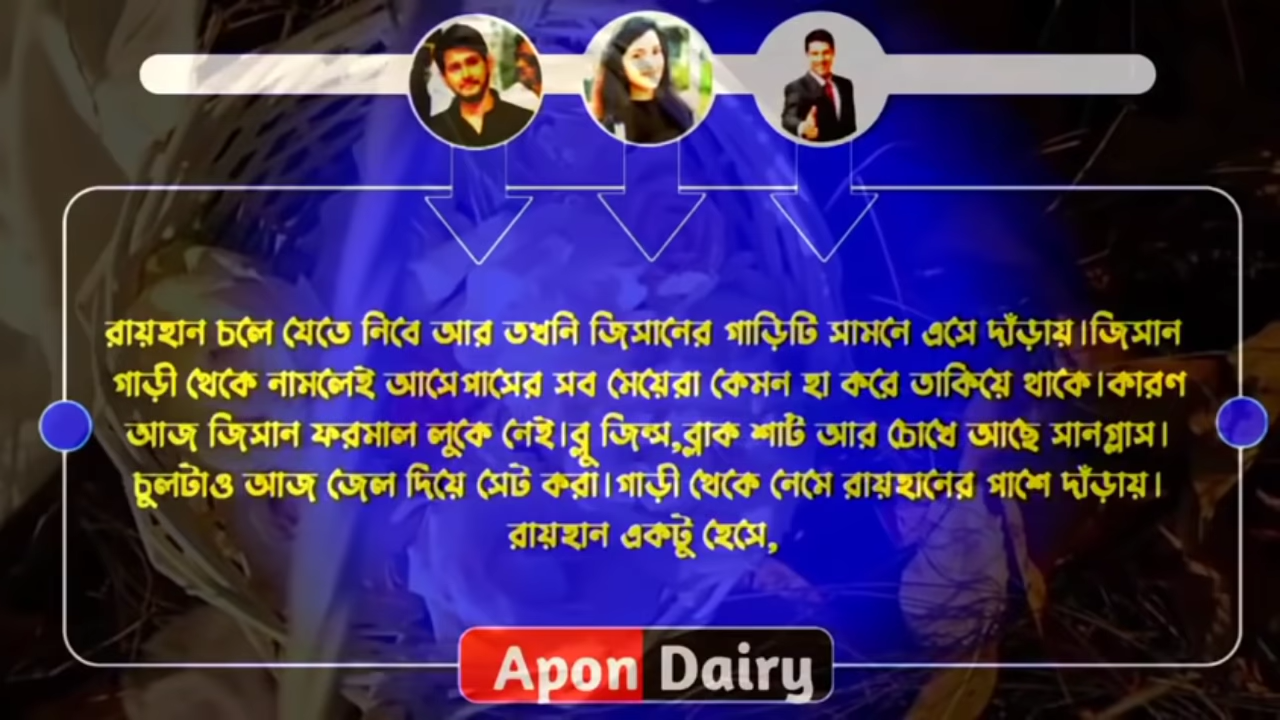 রায়হান চলে যেতে নিবে আর তখনি জিসানের গাড়িটি সামনে এসে দাঁড়ায়।জিসান
গাড়ী থেকে নামলেই আসেপাসের সব মেয়েরা কেমন হা করে তাকিয়ে থাকে।কারণ
আজ জিসান ফরমাল লুকে নেই।ব্লু জিন্স,ব্লাক শার্ট আর চোখে আছে সানগ্লাস।
চুলটাও আজ জেল দিয়ে সেট করা।গাড়ী থেকে নেমে রায়হানের পাশে দাঁড়ায়।
রায়হান একটু হেসে,
Apon Dairy